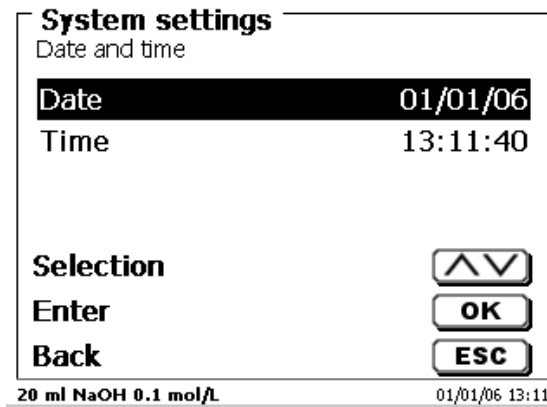 System settings
Date and time
Date 01/01/06
Time 13:11:40
Selection
Enter OK
Back ESC
20 ml NaOH 0.1 mol/L 01/01/06 13:11